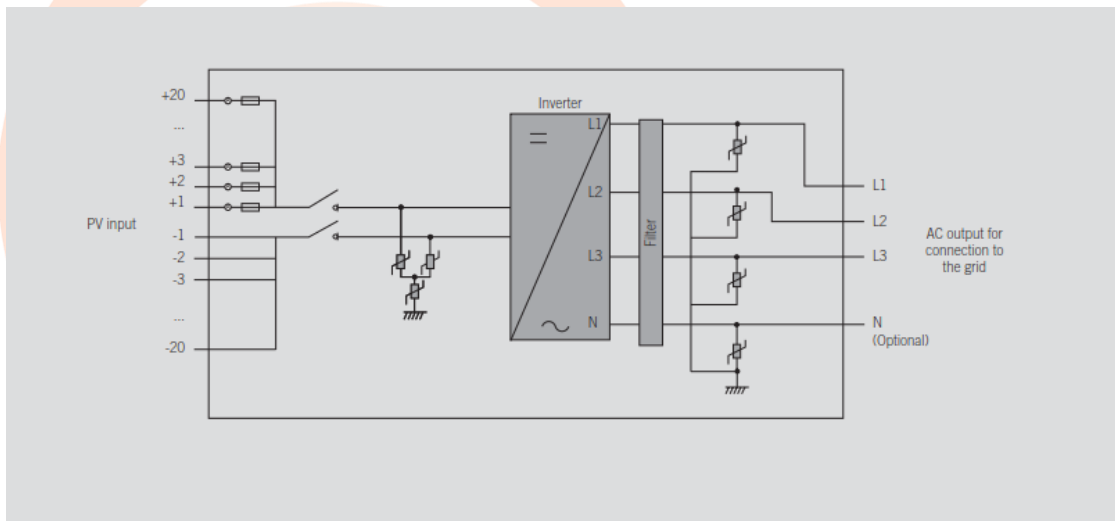 +20
...
+3
+2
+1
PV input
-1
-2
-3
...
-20
Inverter
L1
L2
L3
N
Filter
L1
L2
L3
N
(Optional)
AC output for
connection to
the grid